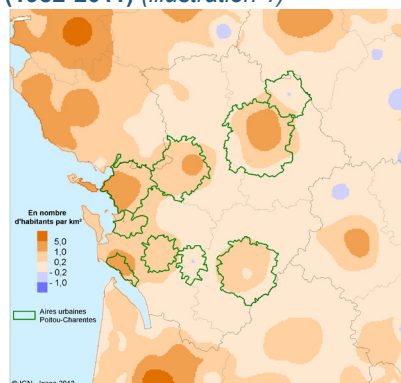 (1982-2011) (illustration 1)
En nombre
d'habitants par km²
5,0
1,0
0,2
- 0,2
- 1,0
Aires urbaines
Poitou-Charentes
© IGN - Insee 2013